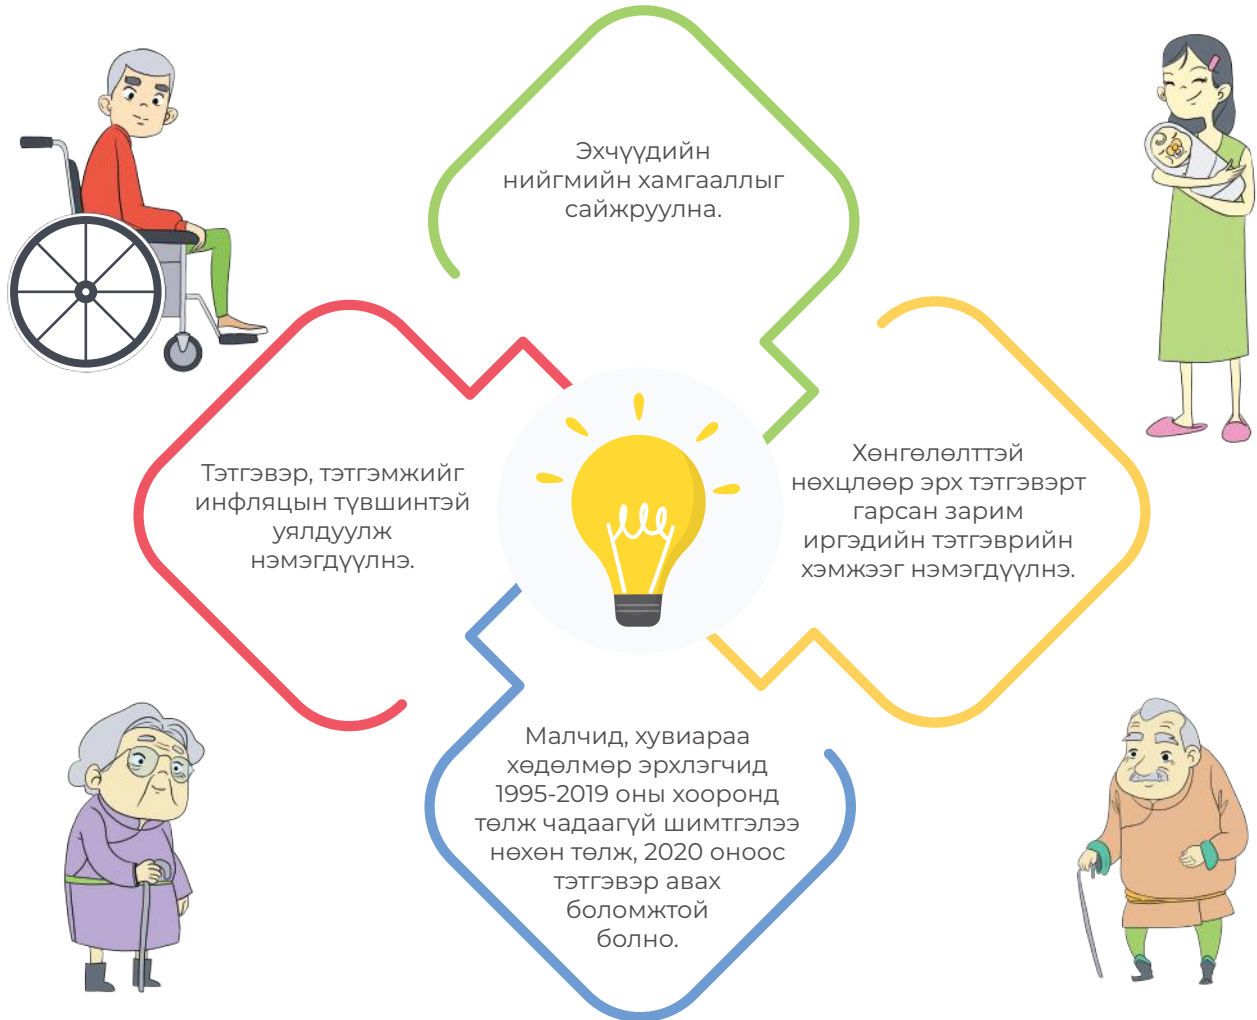 Эхчүүдийн
нийгмийн хамгааллыг
сайжруулна.
Тэтгэвэр, тэтгэмжийг
инфляцын түвшинтэй
уялдуулж
нэмэгдүүлнэ.
Хөнгөлөлттэй
нөхцлөөр эрх тэтгэвэрт
гарсан зарим
иргэдийн тэтгэврийн
хэмжээг нэмэгдүүлнэ.
Малчид, хувиараа
хөдөлмөр эрхлэгчид
1995-2019 оны хооронд
төлж чадаагүй шимтгэлээ
нөхөн төлж, 2020 оноос
тэтгэвэр авах
боломжтой
болно.